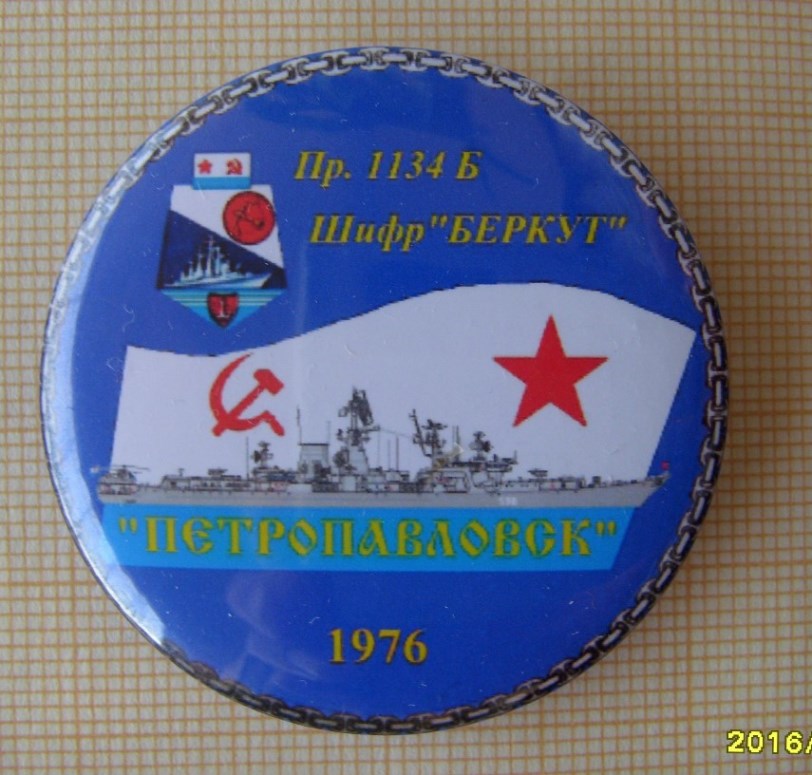 Пр. 1134 Б
Шифр"БЕРКУТ"
"ПЕТРОПАВЛОВСК"
1976
2016/